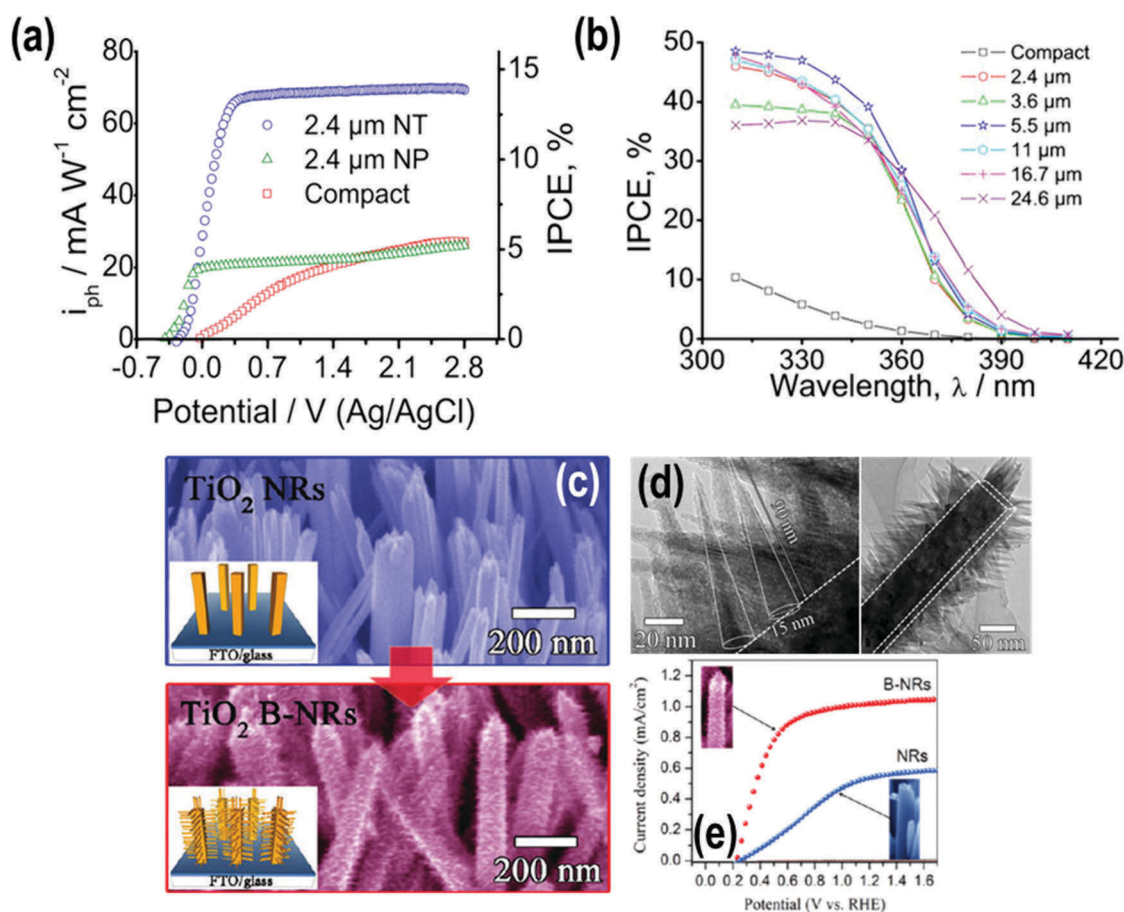 (a)
80
60
40
20
0
i_ph / mA W⁻¹ cm⁻²
2.4 µm NT
2.4 µm NP
Compact
15
10
5
0
IPCE, %
-0.7 0.0 0.7 1.4 2.1 2.8
Potential / V (Ag/AgCl)
(b)
50
40
30
20
10
0
IPCE, %
Compact
2.4 µm
3.6 µm
5.5 µm
11 µm
16.7 µm
24.6 µm
300 330 360 390 420
Wavelength, λ / nm
TiO₂ NRs
(c)
FTO/glass
200 nm
TiO₂ B-NRs
FTO/glass
200 nm
(d)
90 nm
15 nm
20 nm
50 nm
Current density (mA/cm²)
1.2
1.0
0.8
0.6
0.4
0.2
0.0
B-NRs
NRs
(e)
0.0 0.2 0.4 0.6 0.8 1.0 1.2 1.4 1.6
Potential (V vs. RHE)